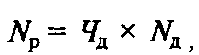 Nр = Чд × Nд ,